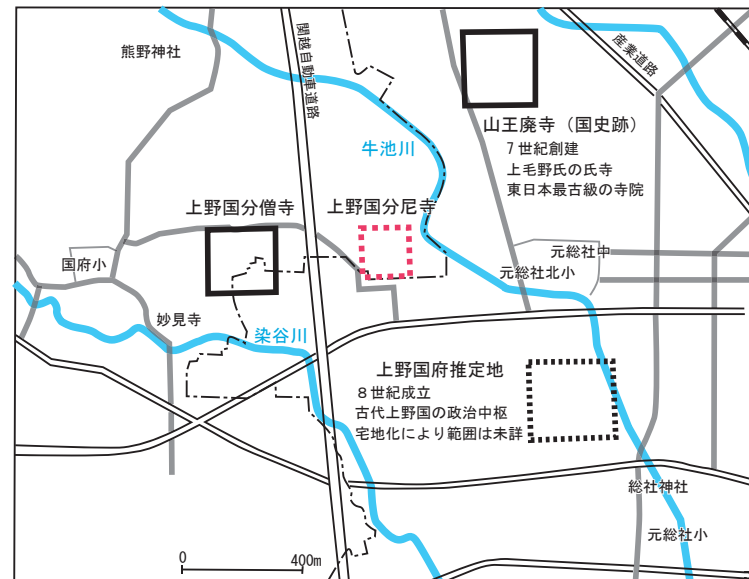 熊野神社
関越自動車道路
産業道路
山王廃寺（国史跡）
7世紀創建
上毛野氏の氏寺
東日本最古級の寺院
牛池川
上野国分僧寺
上野国分尼寺
国府小
元総社中
元総社北小
妙見寺
染谷川
上野国府推定地
８世紀成立
古代上野国の政治中枢
宅地化により範囲は未詳
総社神社
元総社小
0
400m